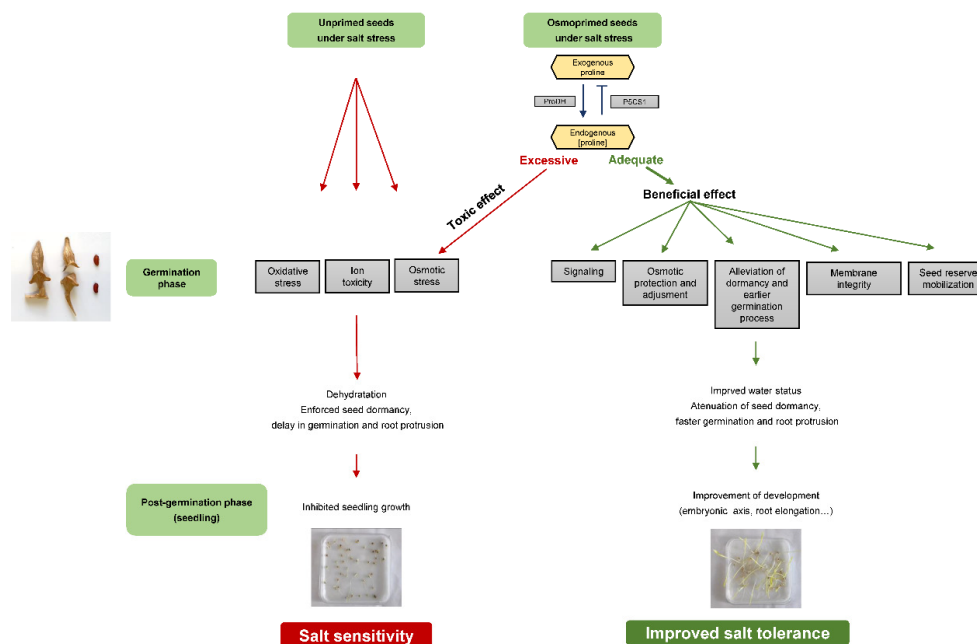 Unprimed seeds
under salt stress
Osmoprimed seeds
under salt stress
Exogenous
proline
ProDH
P5CS1
Endogenous
[proline]
Excessive
Adequate
Toxic effect
Beneficial effect
Germination
phase
Oxidative
stress
Ion
toxicity
Osmotic
stress
Signaling
Osmotic
protection and
adjusment
Alleviation of
dormancy and
earlier
germination
process
Membrane
integrity
Seed reserve
mobilization
Dehydratation
Enforced seed dormancy,
delay in germination and root protrusion
Imprved water status
Atenuation of seed dormancy,
faster germination and root protrusion
Post-germination phase
(seedling)
Inhibited seedling growth
Improvement of development
(embryonic axis, root elongation...)
Salt sensitivity
Improved salt tolerance